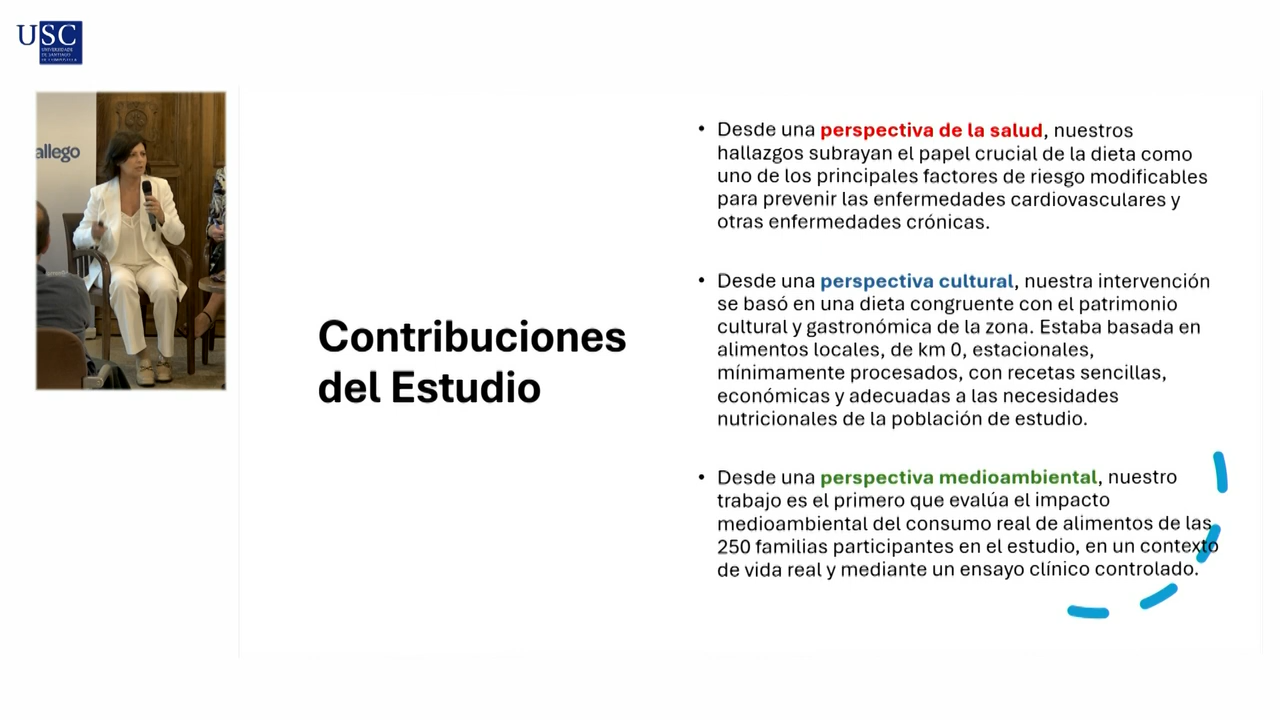 USC
UNIVERSIDADE
DE SANTIAGO
DE COMPOSTELA
allego
Contribuciones
del Estudio
• Desde una perspectiva de la salud, nuestros
hallazgos subrayan el papel crucial de la dieta como
uno de los principales factores de riesgo modificables
para prevenir las enfermedades cardiovasculares y
otras enfermedades crónicas.
• Desde una perspectiva cultural, nuestra intervención
se basó en una dieta congruente con el patrimonio
cultural y gastronómica de la zona. Estaba basada en
alimentos locales, de km 0, estacionales,
mínimamente procesados, con recetas sencillas,
económicas y adecuadas a las necesidades
nutricionales de la población de estudio.
• Desde una perspectiva medioambiental, nuestro
trabajo es el primero que evalúa el impacto
medioambiental del consumo real de alimentos de las
250 familias participantes en el estudio, en un contexto
de vida real y mediante un ensayo clínico controlado.